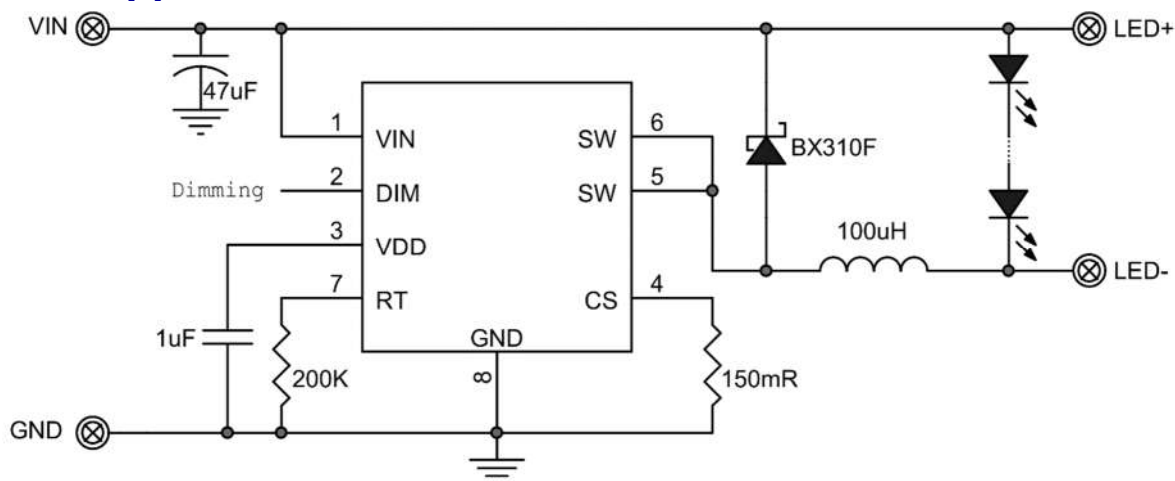 VIN
LED+
47uF
1
VIN
SW
6
BX310F
Dimming
2
DIM
SW
5
3
VDD
100uH
LED-
7
RT
CS
4
1uF
GND
200K
8
150mR
GND